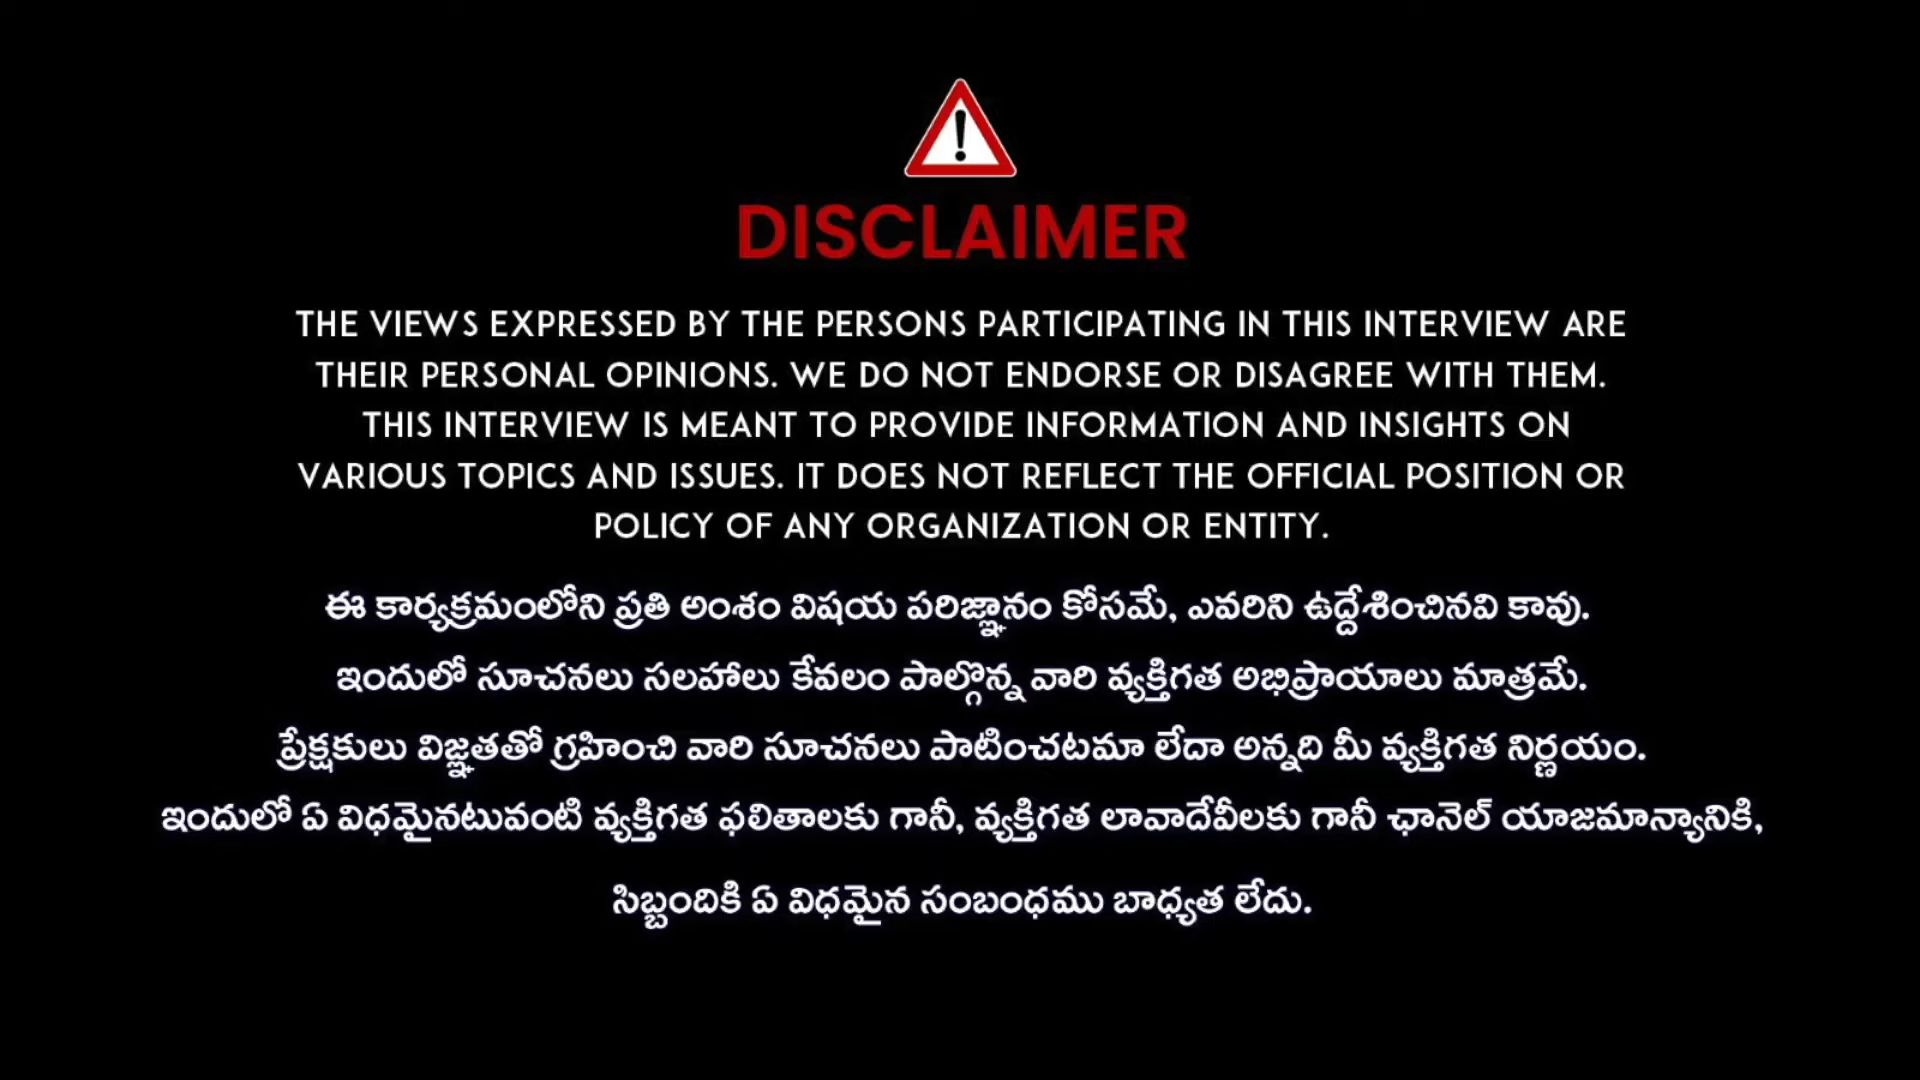 DISCLAIMER
THE VIEWS EXPRESSED BY THE PERSONS PARTICIPATING IN THIS INTERVIEW ARE
THEIR PERSONAL OPINIONS. WE DO NOT ENDORSE OR DISAGREE WITH THEM.
THIS INTERVIEW IS MEANT TO PROVIDE INFORMATION AND INSIGHTS ON
VARIOUS TOPICS AND ISSUES. IT DOES NOT REFLECT THE OFFICIAL POSITION OR
POLICY OF ANY ORGANIZATION OR ENTITY.
ఈ కార్యక్రమంలోని ప్రతి అంశం విషయ పరిజ్ఞానం కోసమే, ఎవరిని ఉద్దేశించినవి కావు.
ఇందులో సూచనలు సలహాలు కేవలం పాల్గొన్న వారి వ్యక్తిగత అభిప్రాయాలు మాత్రమే.
ప్రేక్షకులు విజ్ఞతతో గ్రహించి వారి సూచనలు పాటించటమా లేదా అన్నది మీ వ్యక్తిగత నిర్ణయం.
ఇందులో ఏ విధమైనటువంటి వ్యక్తిగత ఫలితాలకు గానీ, వ్యక్తిగత లావాదేవీలకు గానీ ఛానెల్ యాజమాన్యానికి,
సిబ్బందికి ఏ విధమైన సంబంధము బాధ్యత లేదు.